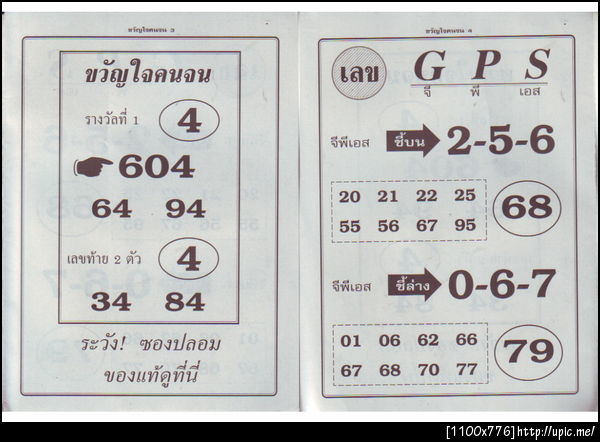 ขวัญใจคนจน 3
ขวัญใจคนจน
รางวัลที่ 1 4
604
64 94
เลขท้าย 2 ตัว 4
34 84
ระวัง! ซองปลอม
ของแท้ดูที่นี่
ขวัญใจคนจน 4
เลข G P S
จี พี เอส
จีพีเอส ชี้บน 2-5-6
20 21 22 25
55 56 67 95
68
จีพีเอส ชี้ล่าง 0-6-7
01 06 62 66
67 68 70 77
79
[1100x776]http://upic.me/